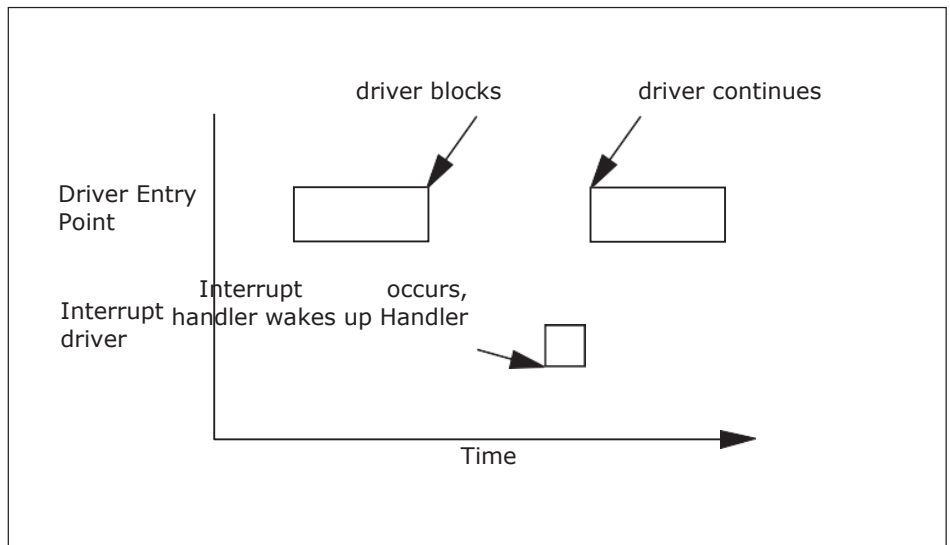 driver blocks
driver continues
Driver Entry
Point
Interrupt occurs,
Interrupt handler wakes up Handler
driver
Time